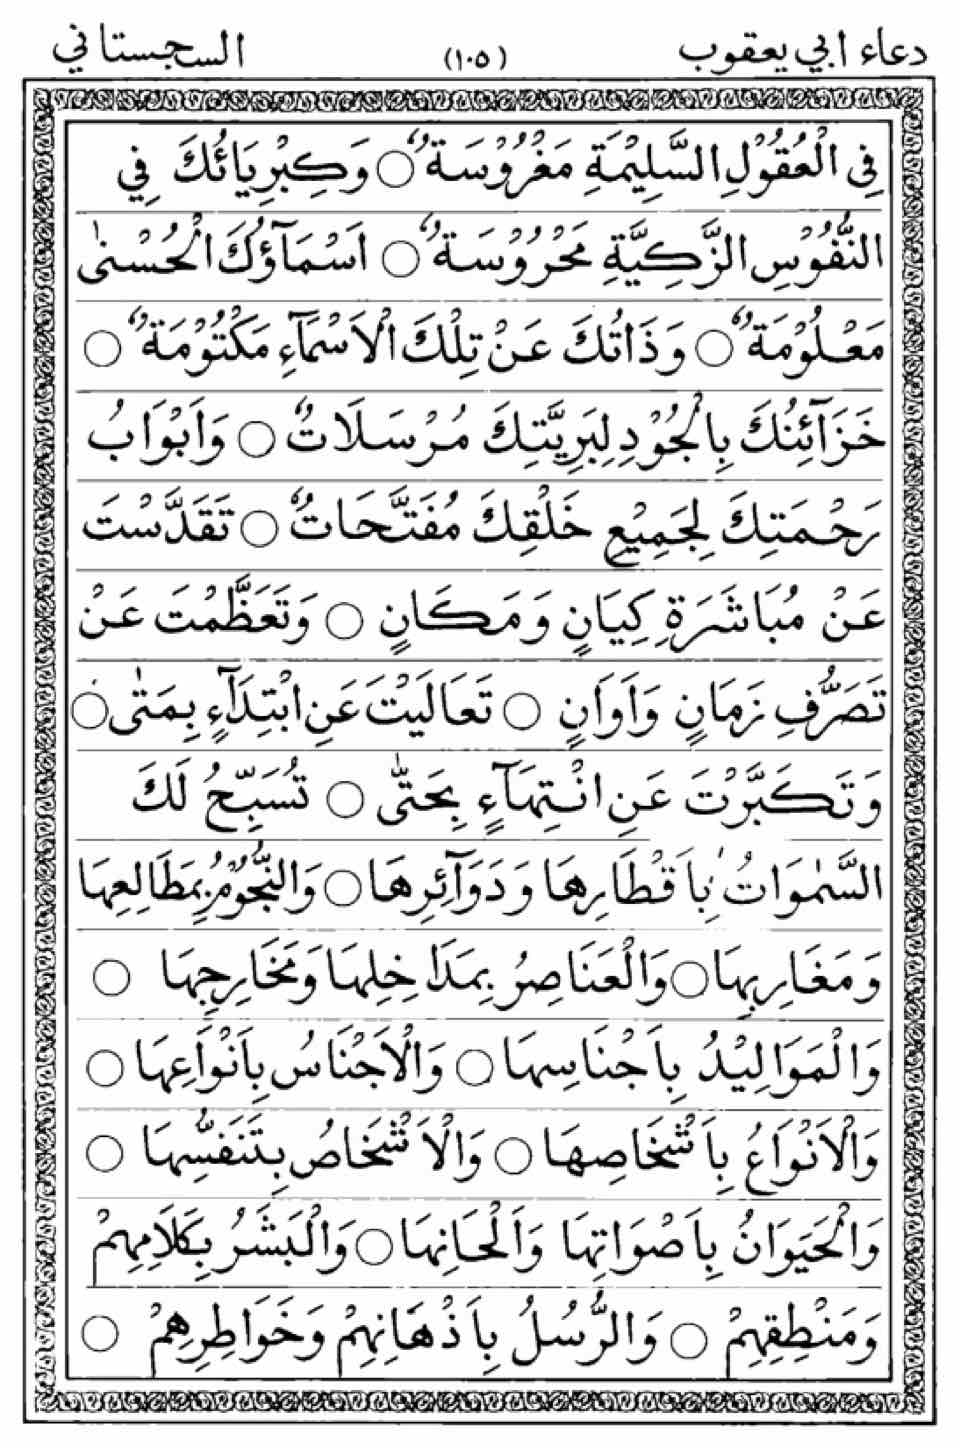 دعاء ابي يعقوب (١٠٥) السجستاني
فِى الْعُقُوْلِ السَّلِيْمَةِ مَغْرُوْسَةٌ ○ وَكِبْرِيَائُكَ فِي
النُّفُوْسِ الزَّكِيَّةِ مَحْرُوْسَةٌ ○ اَسْمَآؤُكَ الْحُسْنٰى
مَعْلُوْمَةٌ ○ وَذَاتُكَ عَنْ تِلْكَ الْاَسْمَآءِ مَكْتُوْمَةٌ ○
خَزَآئِنُكَ بِالْجُوْدِ لِبَرِيَّتِكَ مُرْسَلَاتٌ ○ وَاَبْوَابُ
رَحْمَتِكَ لِجَمِيْعِ خَلْقِكَ مُفَتَّحَاتٌ ○ تَقَدَّسْتَ
عَنْ مُبَاشَرَةِ كِيَانٍ وَمَكَانٍ ○ وَتَعَظَّمْتَ عَنْ
تَصَرُّفِ زَمَانٍ وَاَوَانٍ ○ تَعَالَيْتَ عَنِ ابْتِدَآءٍ بِمَتٰى ○
وَتَكَبَّرْتَ عَنِ انْتِهَآءٍ بِحَتّٰى ○ تُسَبِّحُ لَكَ
السَّمٰوَاتُ بِاَقْطَارِهَا وَدَوَآئِرِهَا ○ وَالنُّجُوْمُ بِمَطَالِعِهَا
وَمَغَارِبِهَا ○ وَالْعَنَاصِرُ بِمَدَاخِلِهَا وَمَخَارِجِهَا ○
وَالْمَوَالِيْدُ بِاَجْنَاسِهَا ○ وَالْاَجْنَاسُ بِاَنْوَاعِهَا ○
وَالْاَنْوَاعُ بِاَشْخَاصِهَا ○ وَالْاَشْخَاصُ بِتَنَفُّسِهَا ○
وَالْحَيَوَانُ بِاَصْوَاتِهَا وَاَلْحَانِهَا ○ وَالْبَشَرُ بِكَلَامِهِمْ
وَمَنْطِقِهِمْ ○ وَالرُّسُلُ بِاَذْهَانِهِمْ وَخَوَاطِرِهِمْ ○